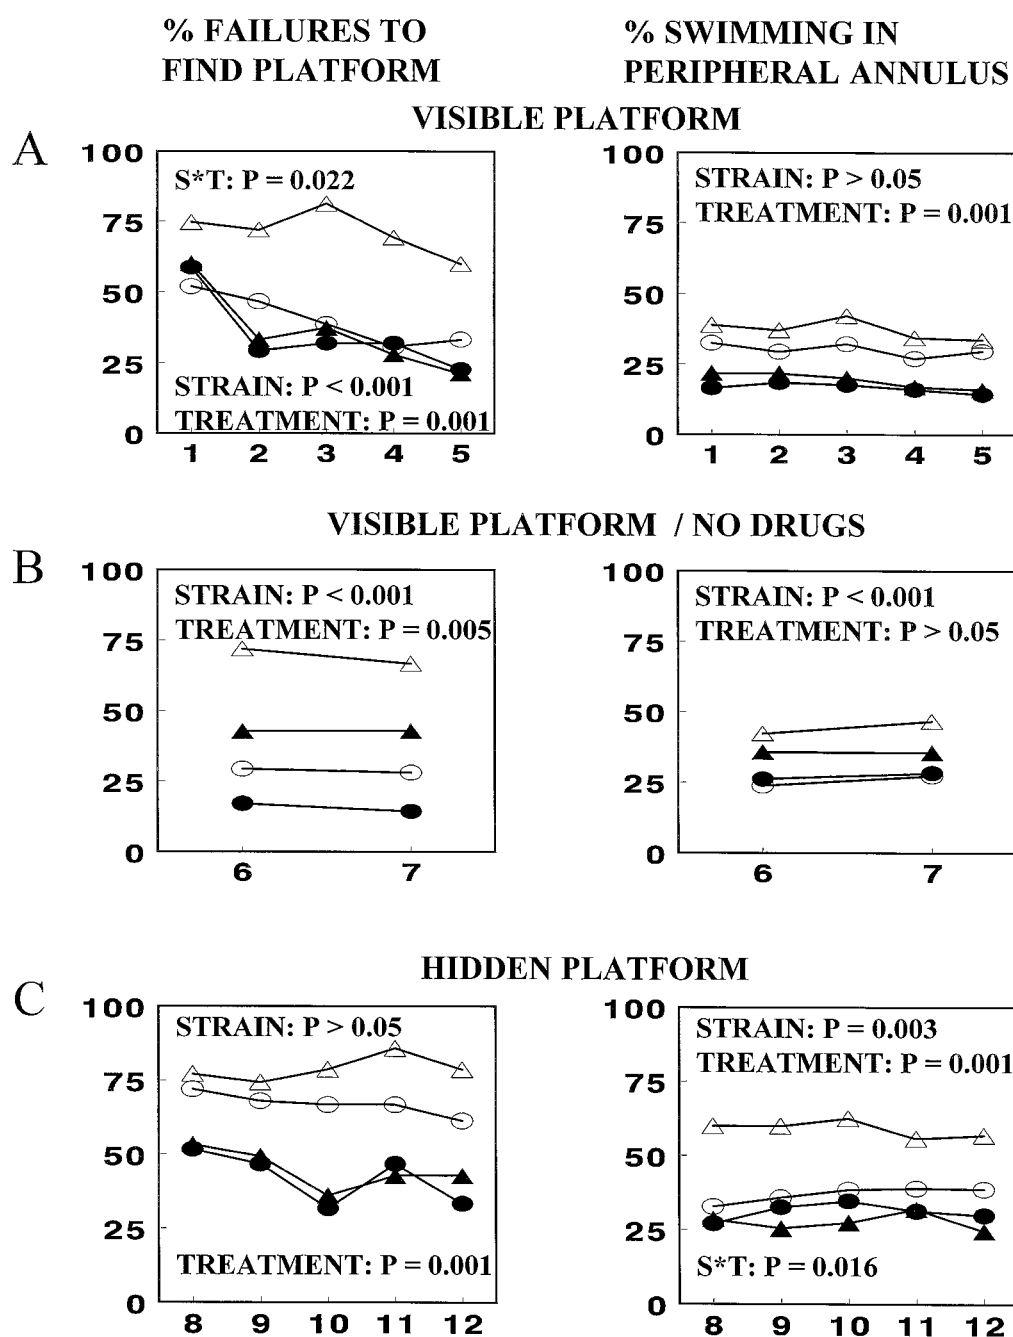 % FAILURES TO
FIND PLATFORM
% SWIMMING IN
PERIPHERAL ANNULUS
VISIBLE PLATFORM
A
100
75
50
25
0
S*T: P = 0.022
STRAIN: P < 0.001
TREATMENT: P = 0.001
1 2 3 4 5
100
75
50
25
0
STRAIN: P > 0.05
TREATMENT: P = 0.001
1 2 3 4 5
VISIBLE PLATFORM / NO DRUGS
B
100
75
50
25
0
STRAIN: P < 0.001
TREATMENT: P = 0.005
6 7
100
75
50
25
0
STRAIN: P < 0.001
TREATMENT: P > 0.05
6 7
HIDDEN PLATFORM
C
100
75
50
25
0
STRAIN: P > 0.05
TREATMENT: P = 0.001
8 9 10 11 12
100
75
50
25
0
STRAIN: P = 0.003
TREATMENT: P = 0.001
S*T: P = 0.016
8 9 10 11 12